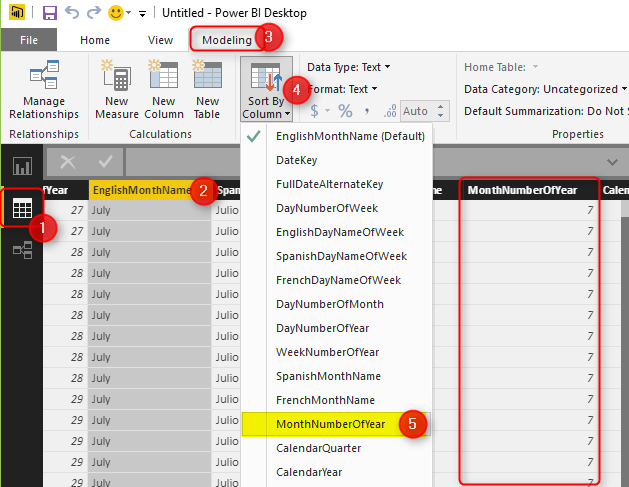 Untitled - Power BI Desktop
File Home View Modeling 3
Manage Relationships
New Measure
New Column
New Table
Sort By Column 4
Data Type: Text
Format: Text
$ % , .00 Auto
Home Table:
Data Category: Uncategorized
Default Summarization: Do Not S
Relationships Calculations Properties
EnglishMonthName (Default)
DateKey
FullDateAlternateKey
DayNumberOfWeek
EnglishDayNameOfWeek
SpanishDayNameOfWeek
FrenchDayNameOfWeek
DayNumberOfMonth
DayNumberOfYear
WeekNumberOfYear
SpanishMonthName
FrenchMonthName
MonthNumberOfYear 5
CalendarQuarter
CalendarYear
1
fYear EnglishMonthName 2 Spa me MonthNumberOfYear Calen
27 July Julio 7
27 July Julio 7
28 July Julio 7
28 July Julio 7
28 July Julio 7
28 July Julio 7
28 July Julio 7
28 July Julio 7
28 July Julio 7
29 July Julio 7
29 July Julio 7
29 July Julio 7
29 July Julio 7